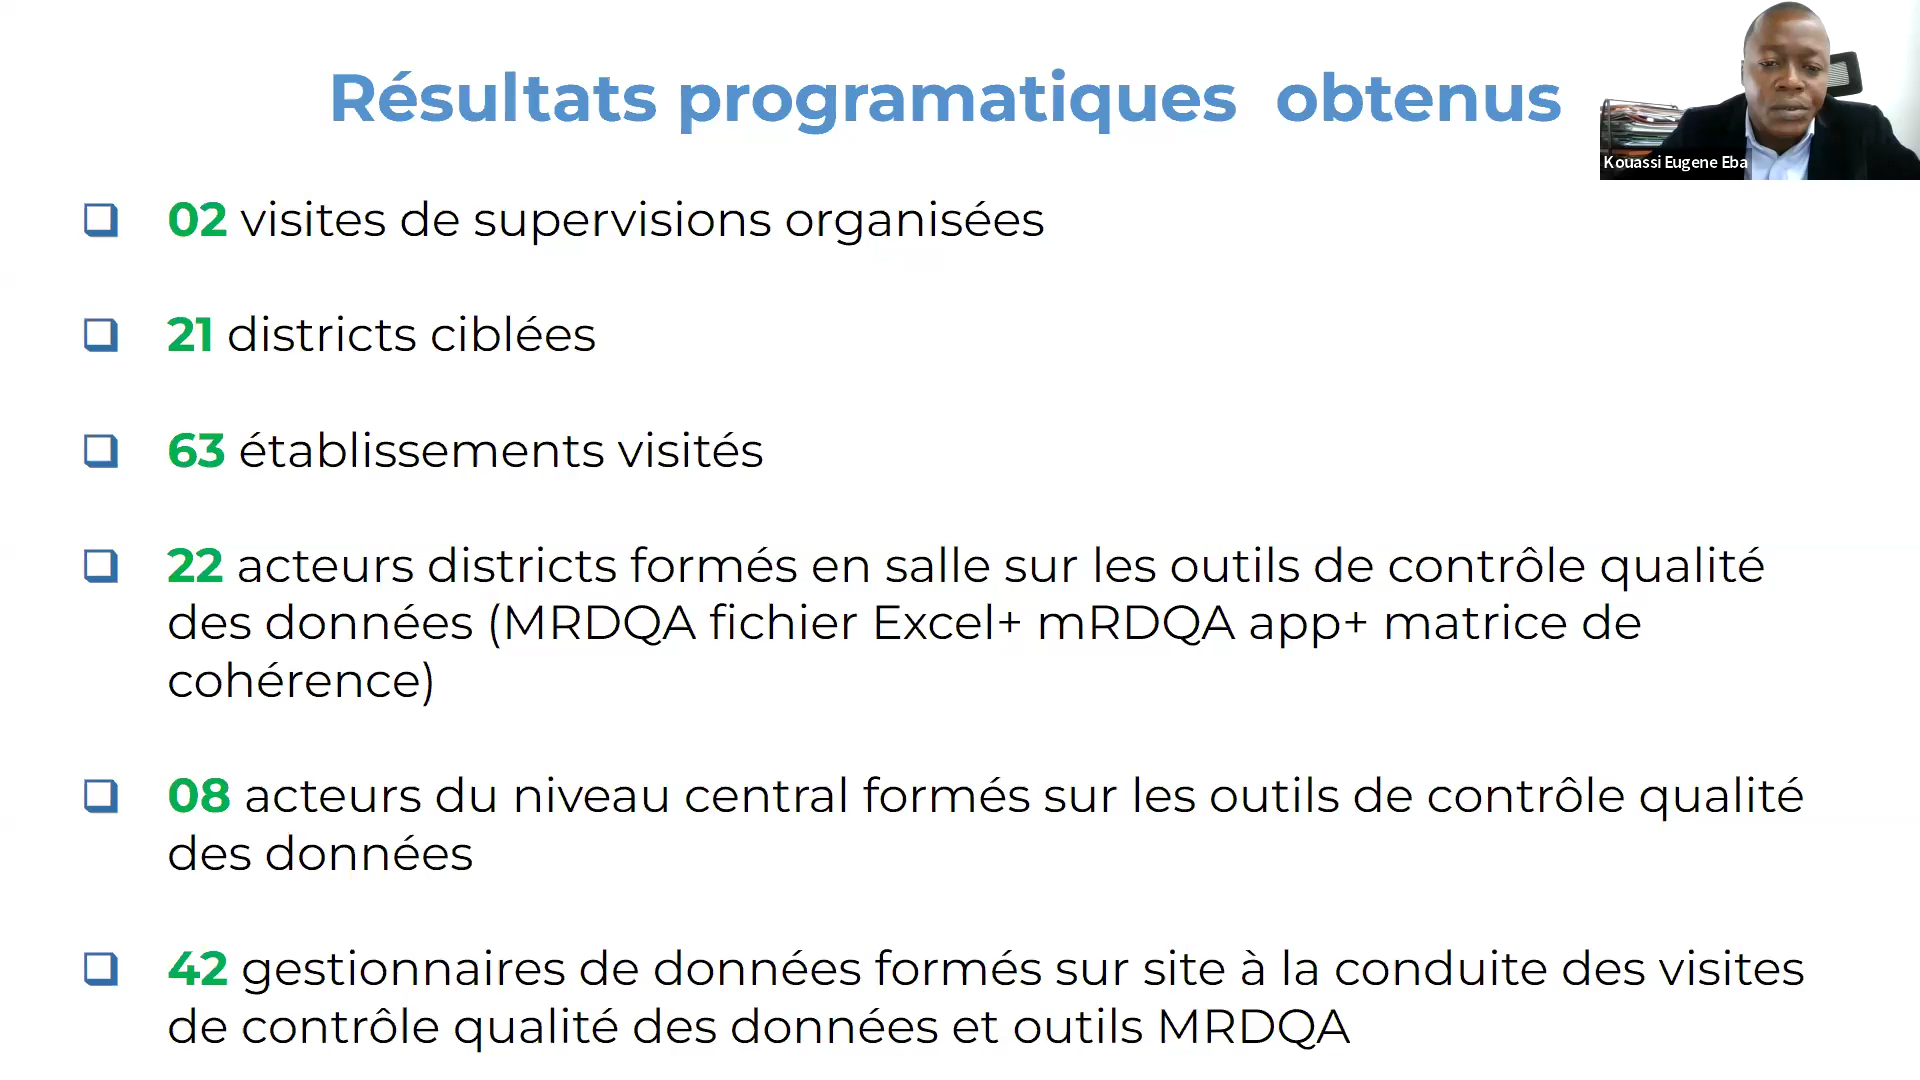 Résultats programatiques obtenus
Kouassi Eugene Eba
02 visites de supervisions organisées
21 districts ciblées
63 établissements visités
22 acteurs districts formés en salle sur les outils de contrôle qualité
des données (MRDQA fichier Excel+ mRDQA app+ matrice de
cohérence)
08 acteurs du niveau central formés sur les outils de contrôle qualité
des données
42 gestionnaires de données formés sur site à la conduite des visites
de contrôle qualité des données et outils MRDQA